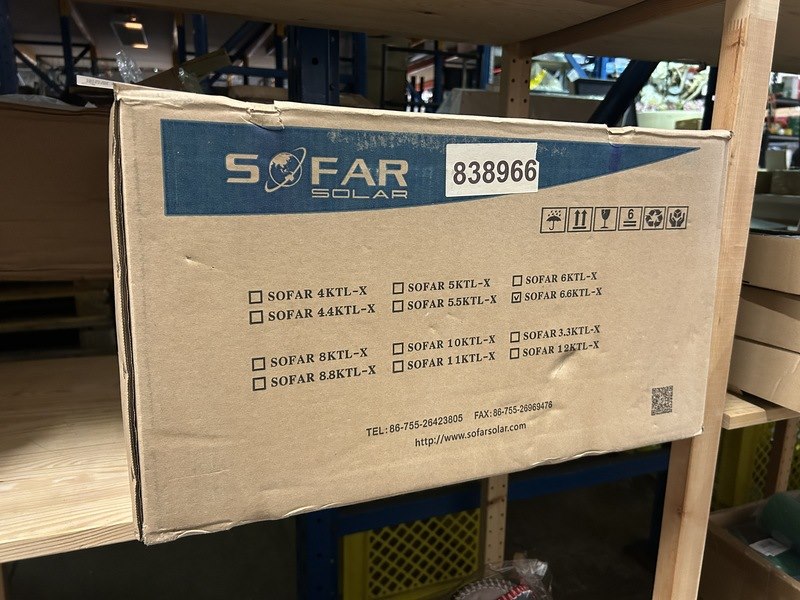 SOFAR
SOLAR
838966
6
SOFAR 4KTL-X
SOFAR 5KTL-X
SOFAR 6KTL-X
SOFAR 4.4KTL-X
SOFAR 5.5KTL-X
SOFAR 6.6KTL-X
SOFAR 8KTL-X
SOFAR 10KTL-X
SOFAR 3.3KTL-X
SOFAR 8.8KTL-X
SOFAR 11KTL-X
SOFAR 12KTL-X
TEL:86-755-26423805 FAX:86-755-26969476
http://www.sofarsolar.com